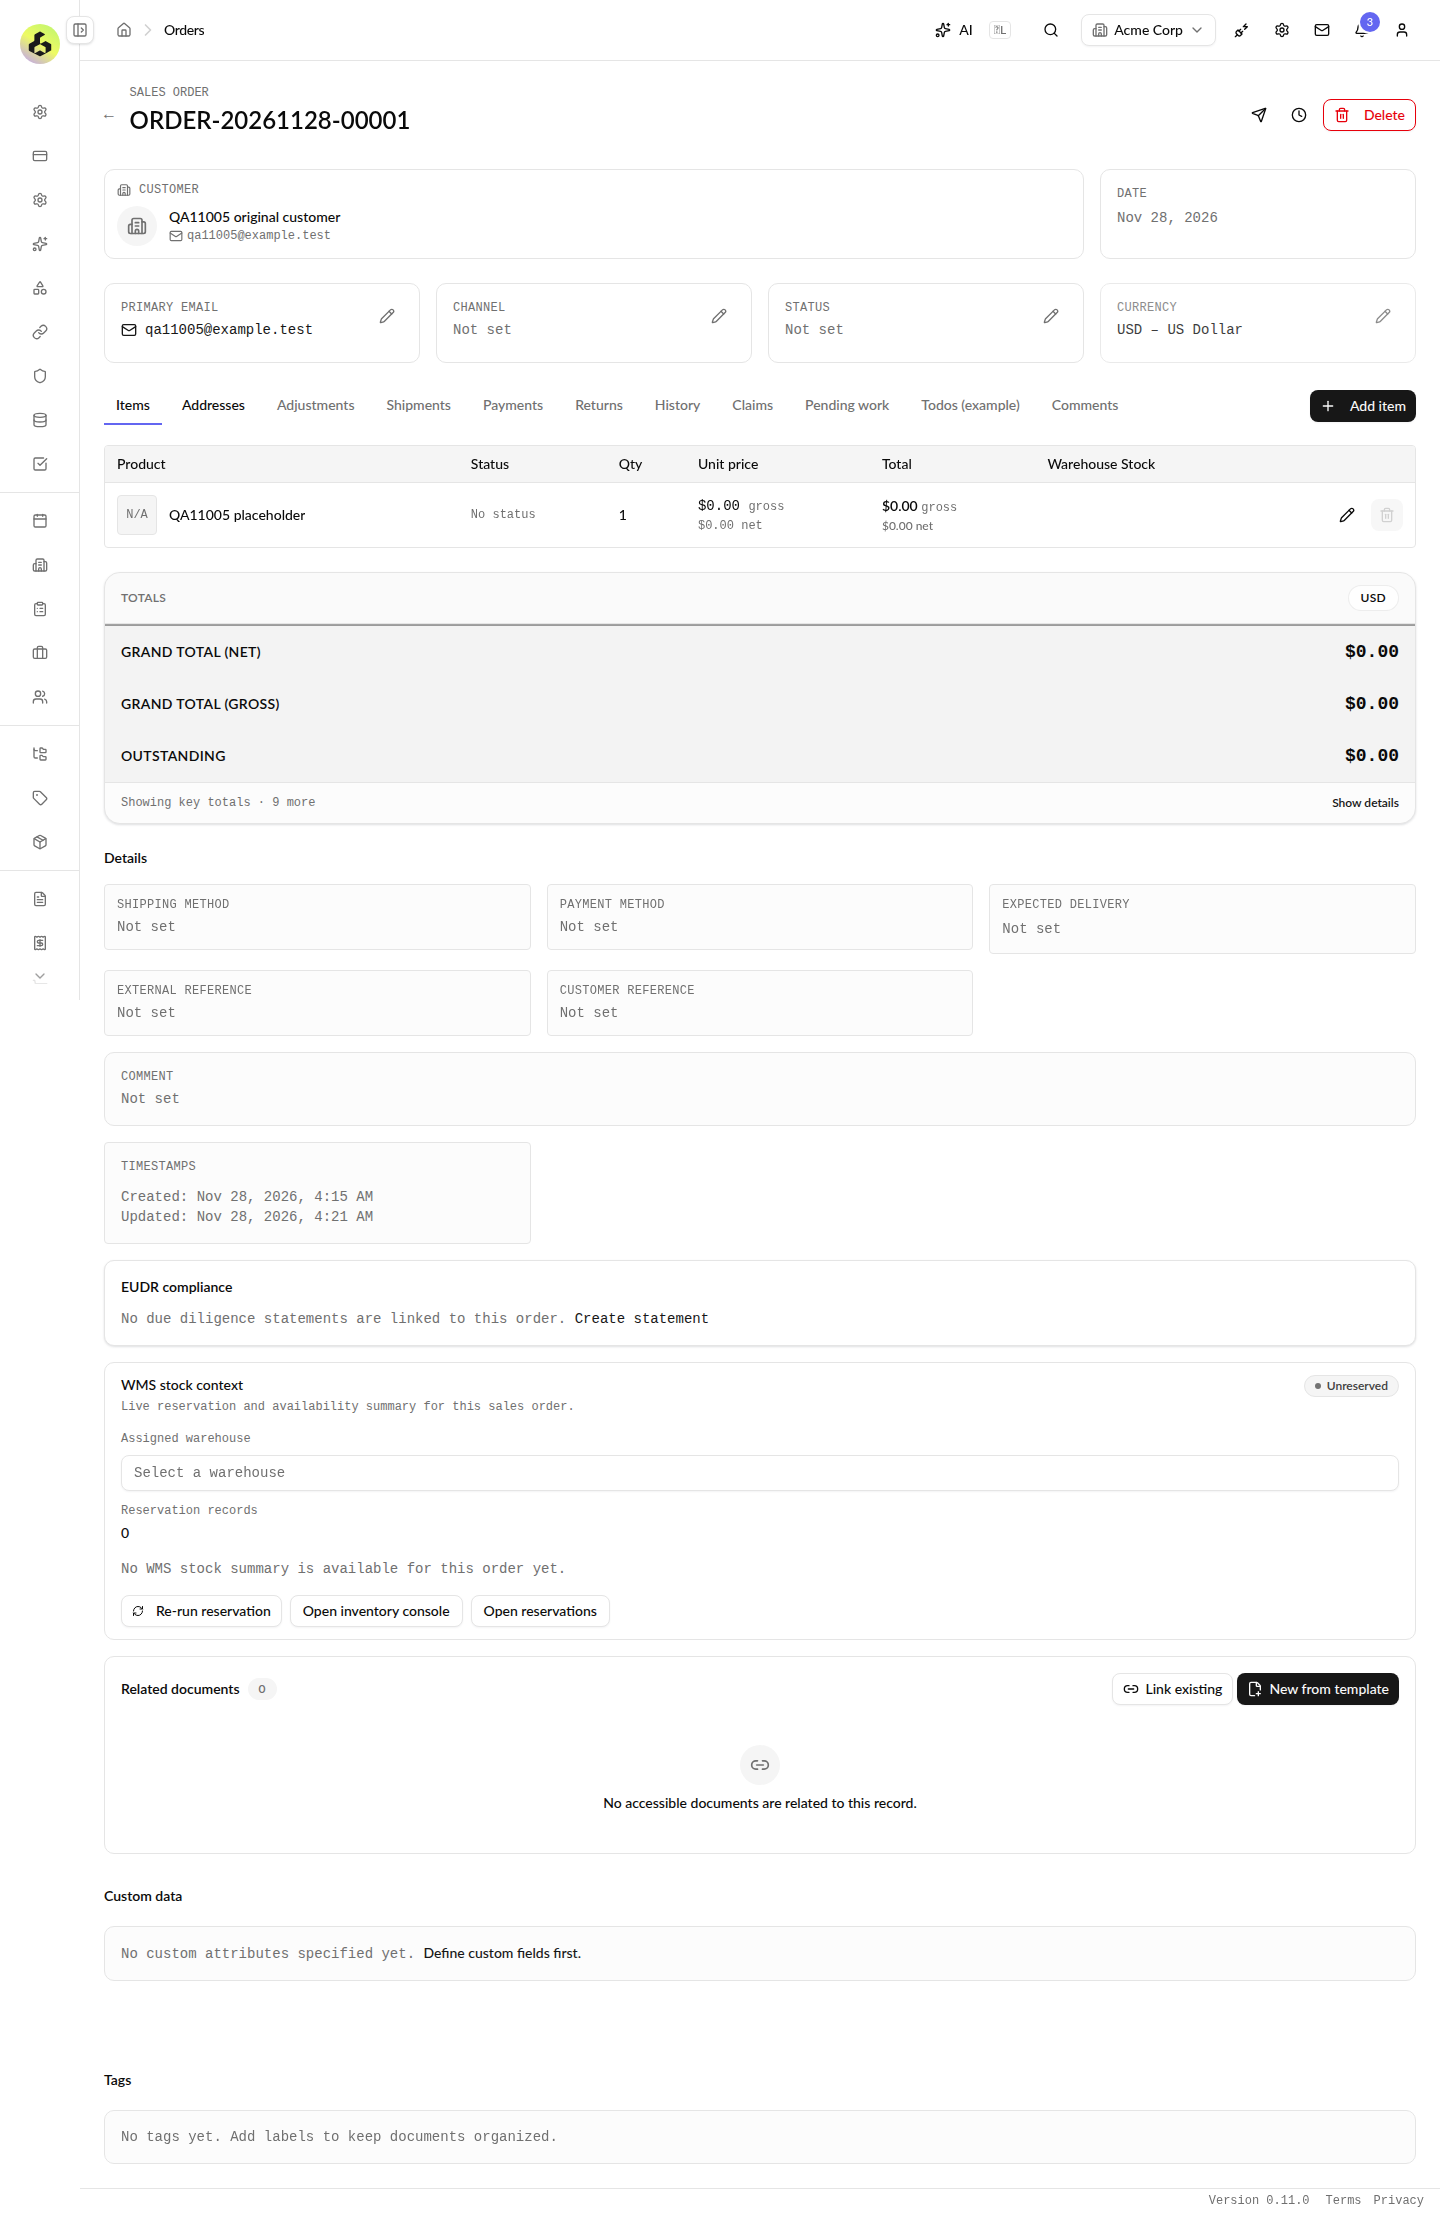 Orders
AI
L
Acme Corp
3
SALES ORDER
← ORDER-20261128-00001
Delete
CUSTOMER
QA11005 original customer
qa11005@example.test
DATE
Nov 28, 2026
PRIMARY EMAIL
qa11005@example.test
CHANNEL
Not set
STATUS
Not set
CURRENCY
USD – US Dollar
Items Addresses Adjustments Shipments Payments Returns History Claims Pending work Todos (example) Comments
Add item
Product Status Qty Unit price Total Warehouse Stock
N/A QA11005 placeholder No status 1 $0.00 gross $0.00 gross
$0.00 net $0.00 net
TOTALS USD
GRAND TOTAL (NET) $0.00
GRAND TOTAL (GROSS) $0.00
OUTSTANDING $0.00
Showing key totals · 9 more Show details
Details
SHIPPING METHOD
Not set
PAYMENT METHOD
Not set
EXPECTED DELIVERY
Not set
EXTERNAL REFERENCE
Not set
CUSTOMER REFERENCE
Not set
COMMENT
Not set
TIMESTAMPS
Created: Nov 28, 2026, 4:15 AM
Updated: Nov 28, 2026, 4:21 AM
EUDR compliance
No due diligence statements are linked to this order. Create statement
WMS stock context
Unreserved
Live reservation and availability summary for this sales order.
Assigned warehouse
Select a warehouse
Reservation records
0
No WMS stock summary is available for this order yet.
Re-run reservation Open inventory console Open reservations
Related documents 0
Link existing New from template
No accessible documents are related to this record.
Custom data
No custom attributes specified yet. Define custom fields first.
Tags
No tags yet. Add labels to keep documents organized.
Version 0.11.0 Terms Privacy